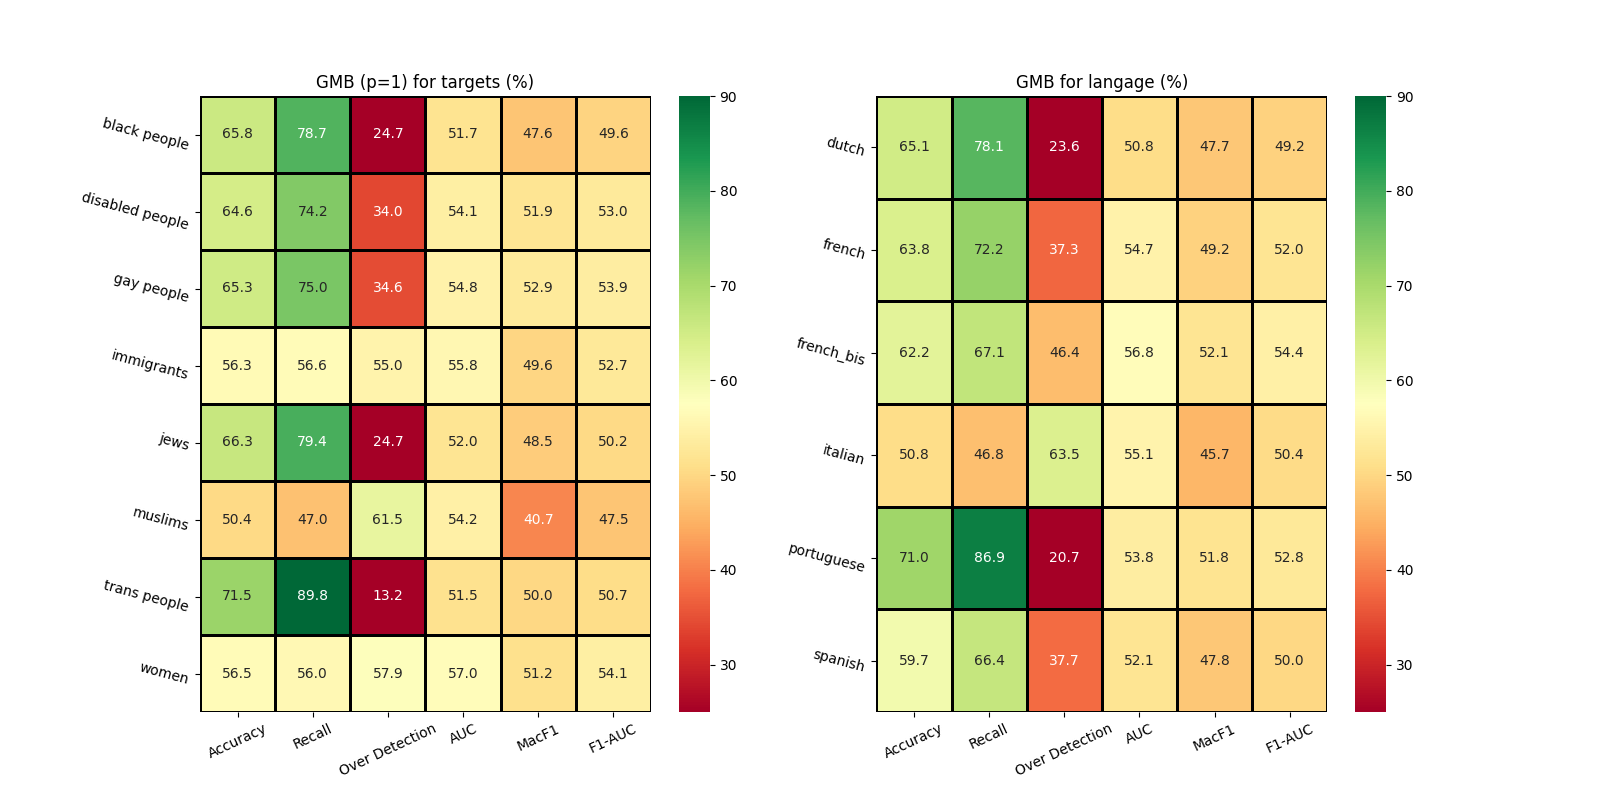 GMB (p=1) for targets (%)
black people 65.8 78.7 24.7 51.7 47.6 49.6
disabled people 64.6 74.2 34.0 54.1 51.9 53.0
gay people 65.3 75.0 34.6 54.8 52.9 53.9
immigrants 56.3 56.6 55.0 55.8 49.6 52.7
jews 66.3 79.4 24.7 52.0 48.5 50.2
muslims 50.4 47.0 61.5 54.2 40.7 47.5
trans people 71.5 89.8 13.2 51.5 50.0 50.7
women 56.5 56.0 57.9 57.0 51.2 54.1
Accuracy Recall Over Detection AUC MacF1 F1-AUC
90
80
70
60
50
40
30
GMB for langage (%)
dutch 65.1 78.1 23.6 50.8 47.7 49.2
french 63.8 72.2 37.3 54.7 49.2 52.0
french_bis 62.2 67.1 46.4 56.8 52.1 54.4
italian 50.8 46.8 63.5 55.1 45.7 50.4
portuguese 71.0 86.9 20.7 53.8 51.8 52.8
spanish 59.7 66.4 37.7 52.1 47.8 50.0
Accuracy Recall Over Detection AUC MacF1 F1-AUC
90
80
70
60
50
40
30